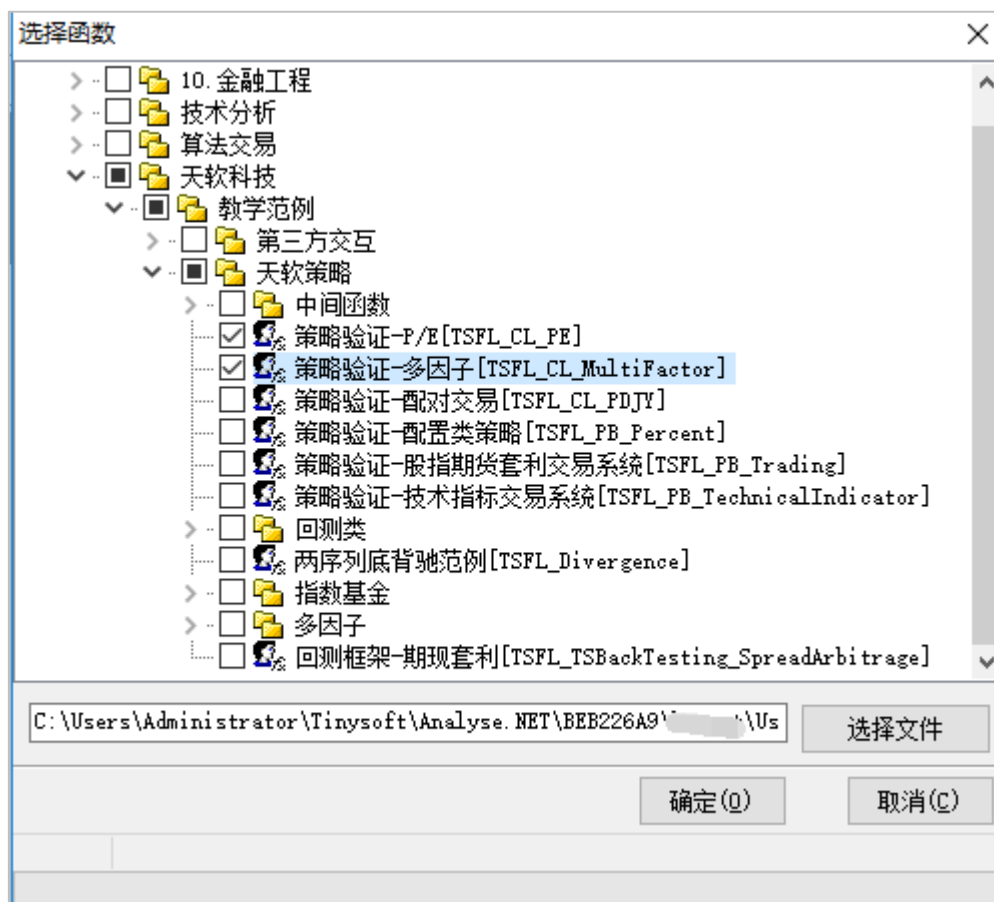 选择函数
10.金融工程
技术分析
算法交易
天软科技
教学范例
第三方交互
天软策略
中间函数
策略验证-P/E[TSFL_CL_PE]
策略验证-多因子[TSFL_CL_MultiFactor]
策略验证-配对交易[TSFL_CL_PDJY]
策略验证-配置类策略[TSFL_PB_Percent]
策略验证-股指期货套利交易系统[TSFL_PB_Trading]
策略验证-技术指标交易系统[TSFL_PB_TechnicalIndicator]
回测类
两序列底背驰范例[TSFL_Divergence]
指数基金
多因子
回测框架-期现套利[TSFL_TSBackTesting_SpreadArbitrage]
C:\Users\Administrator\Tinysoft\Analyse.NET\BEB226A9\ \Us
选择文件
确定(O)
取消(C)